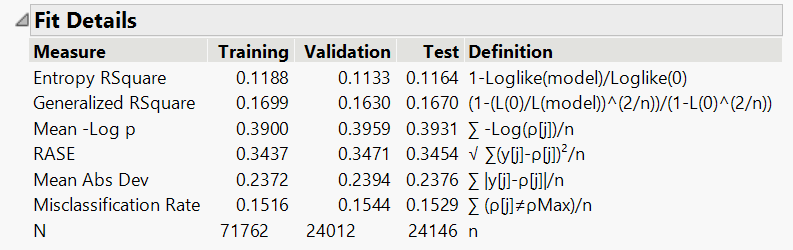 Fit Details
Measure Training Validation Test Definition
Entropy RSquare 0.1188 0.1133 0.1164 1-Loglike(model)/Loglike(0)
Generalized RSquare 0.1699 0.1630 0.1670 (1-(L(0)/L(model))^(2/n))/(1-L(0)^(2/n))
Mean -Log p 0.3900 0.3959 0.3931 ∑ -Log(ρ[j])/n
RASE 0.3437 0.3471 0.3454 √ ∑(y[j]-ρ[j])²/n
Mean Abs Dev 0.2372 0.2394 0.2376 ∑ |y[j]-ρ[j]|/n
Misclassification Rate 0.1516 0.1544 0.1529 ∑ (ρ[j]≠ρMax)/n
N 71762 24012 24146 n